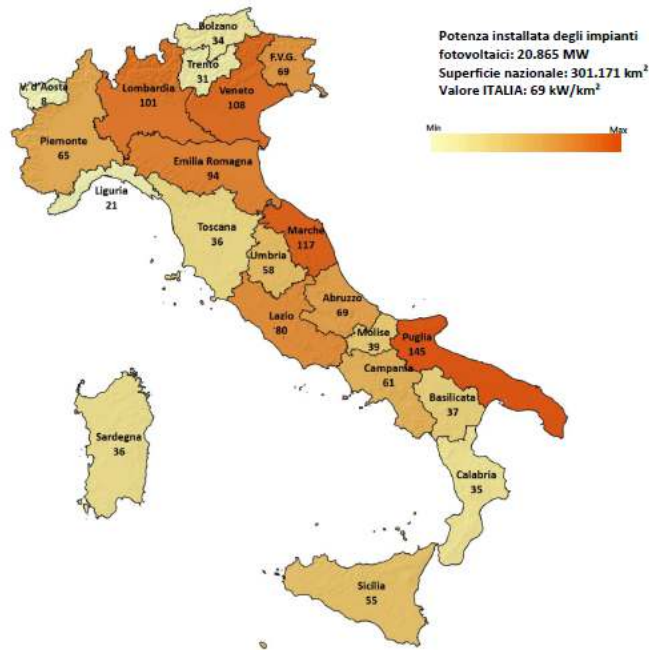 Bolzano
34
Trento
31
F.V.G.
69
V. d'Aosta
8
Lombardia
101
Veneto
108
Piemonte
65
Emilia Romagna
94
Liguria
21
Toscana
36
Marche
117
Umbria
58
Lazio
80
Abruzzo
69
Molise
39
Puglia
145
Campania
61
Basilicata
37
Sardegna
36
Calabria
35
Sicilia
55
Potenza installata degli impianti
fotovoltaici: 20.865 MW
Superficie nazionale: 301.171 km²
Valore ITALIA: 69 kW/km²
Min
Max